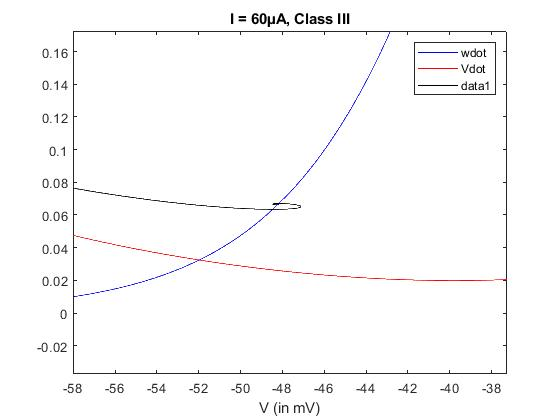 I = 60µA, Class III
wdot
Vdot
data1
0.16
0.14
0.12
0.1
0.08
0.06
0.04
0.02
0
-0.02
-58 -56 -54 -52 -50 -48 -46 -44 -42 -40 -38
V (in mV)